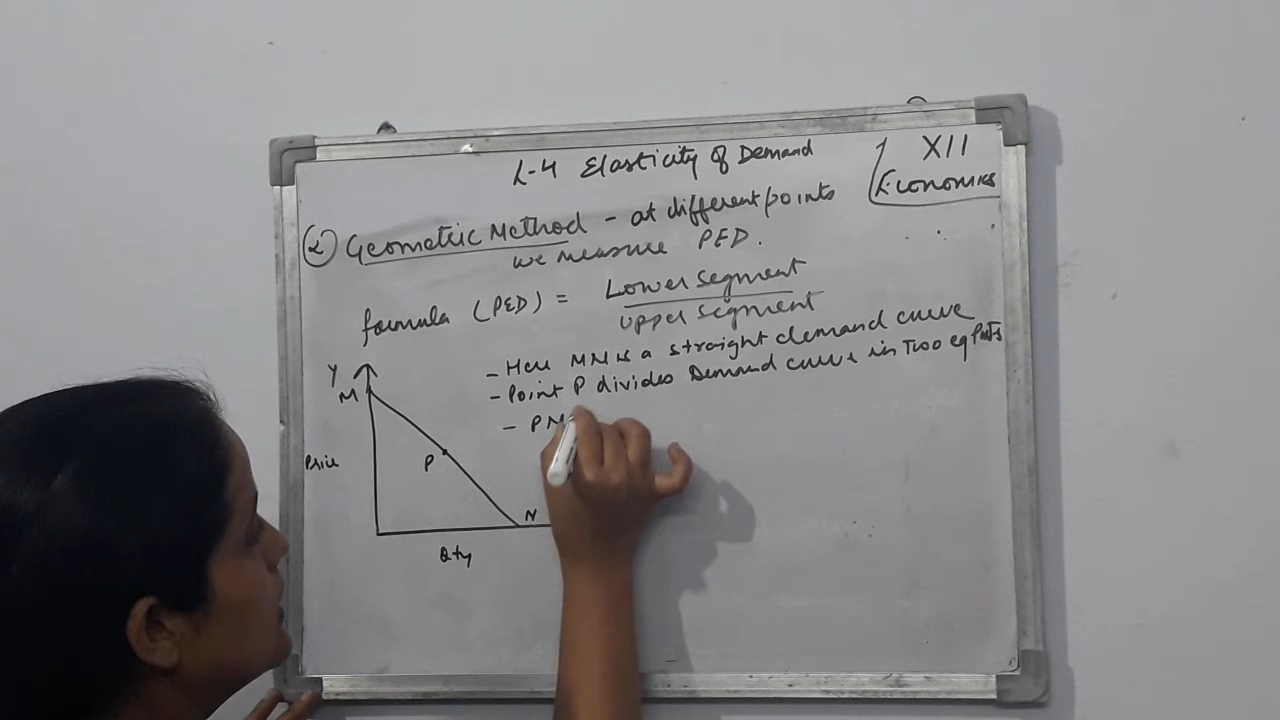 L-4 Elasticity of Demand
XII
Economics
(2) Geometric Method - at different points
we measure PED.
formula (PED) = Lower segment
Upper segment
- Here MN is a straight demand curve
- Point P divides Demand curve in two eq parts
- PN
Y
M
Price
P
N
Qty